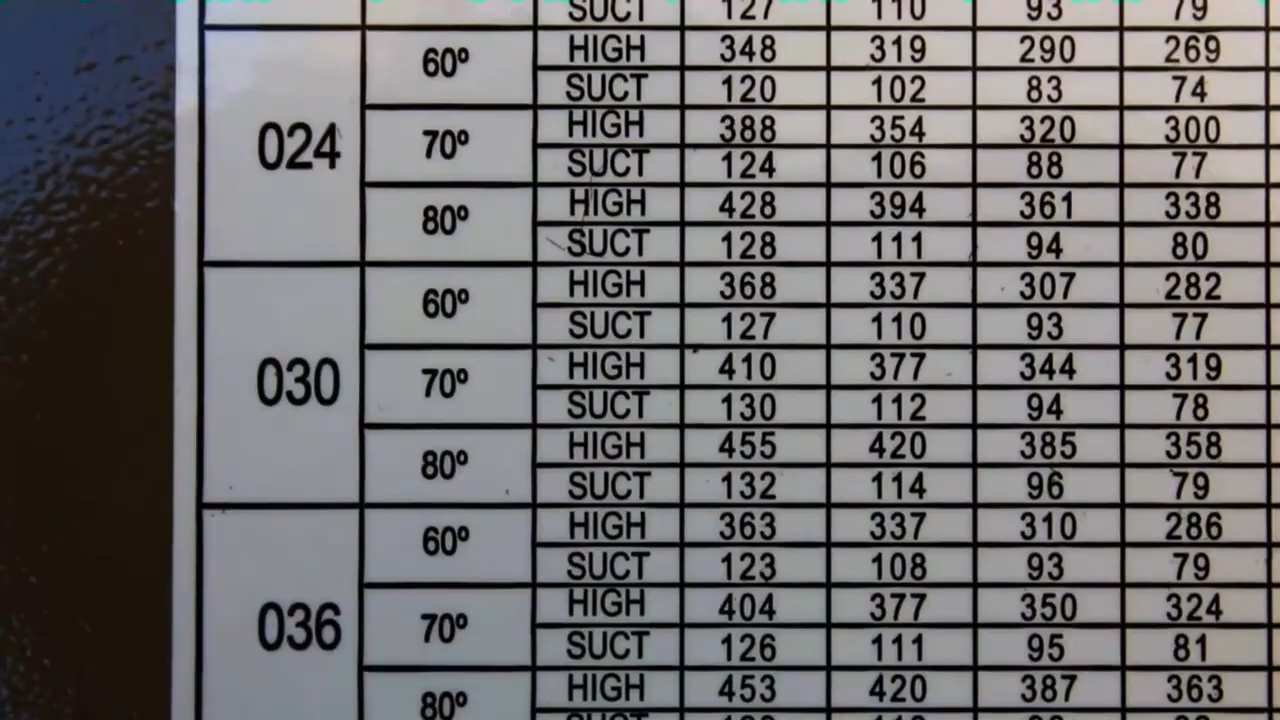 SUCT 127 110 93 79
024 60º HIGH 348 319 290 269
SUCT 120 102 83 74
70º HIGH 388 354 320 300
SUCT 124 106 88 77
80º HIGH 428 394 361 338
SUCT 128 111 94 80
030 60º HIGH 368 337 307 282
SUCT 127 110 93 77
70º HIGH 410 377 344 319
SUCT 130 112 94 78
80º HIGH 455 420 385 358
SUCT 132 114 96 79
036 60º HIGH 363 337 310 286
SUCT 123 108 93 79
70º HIGH 404 377 350 324
SUCT 126 111 95 81
80º HIGH 453 420 387 363
SUCT